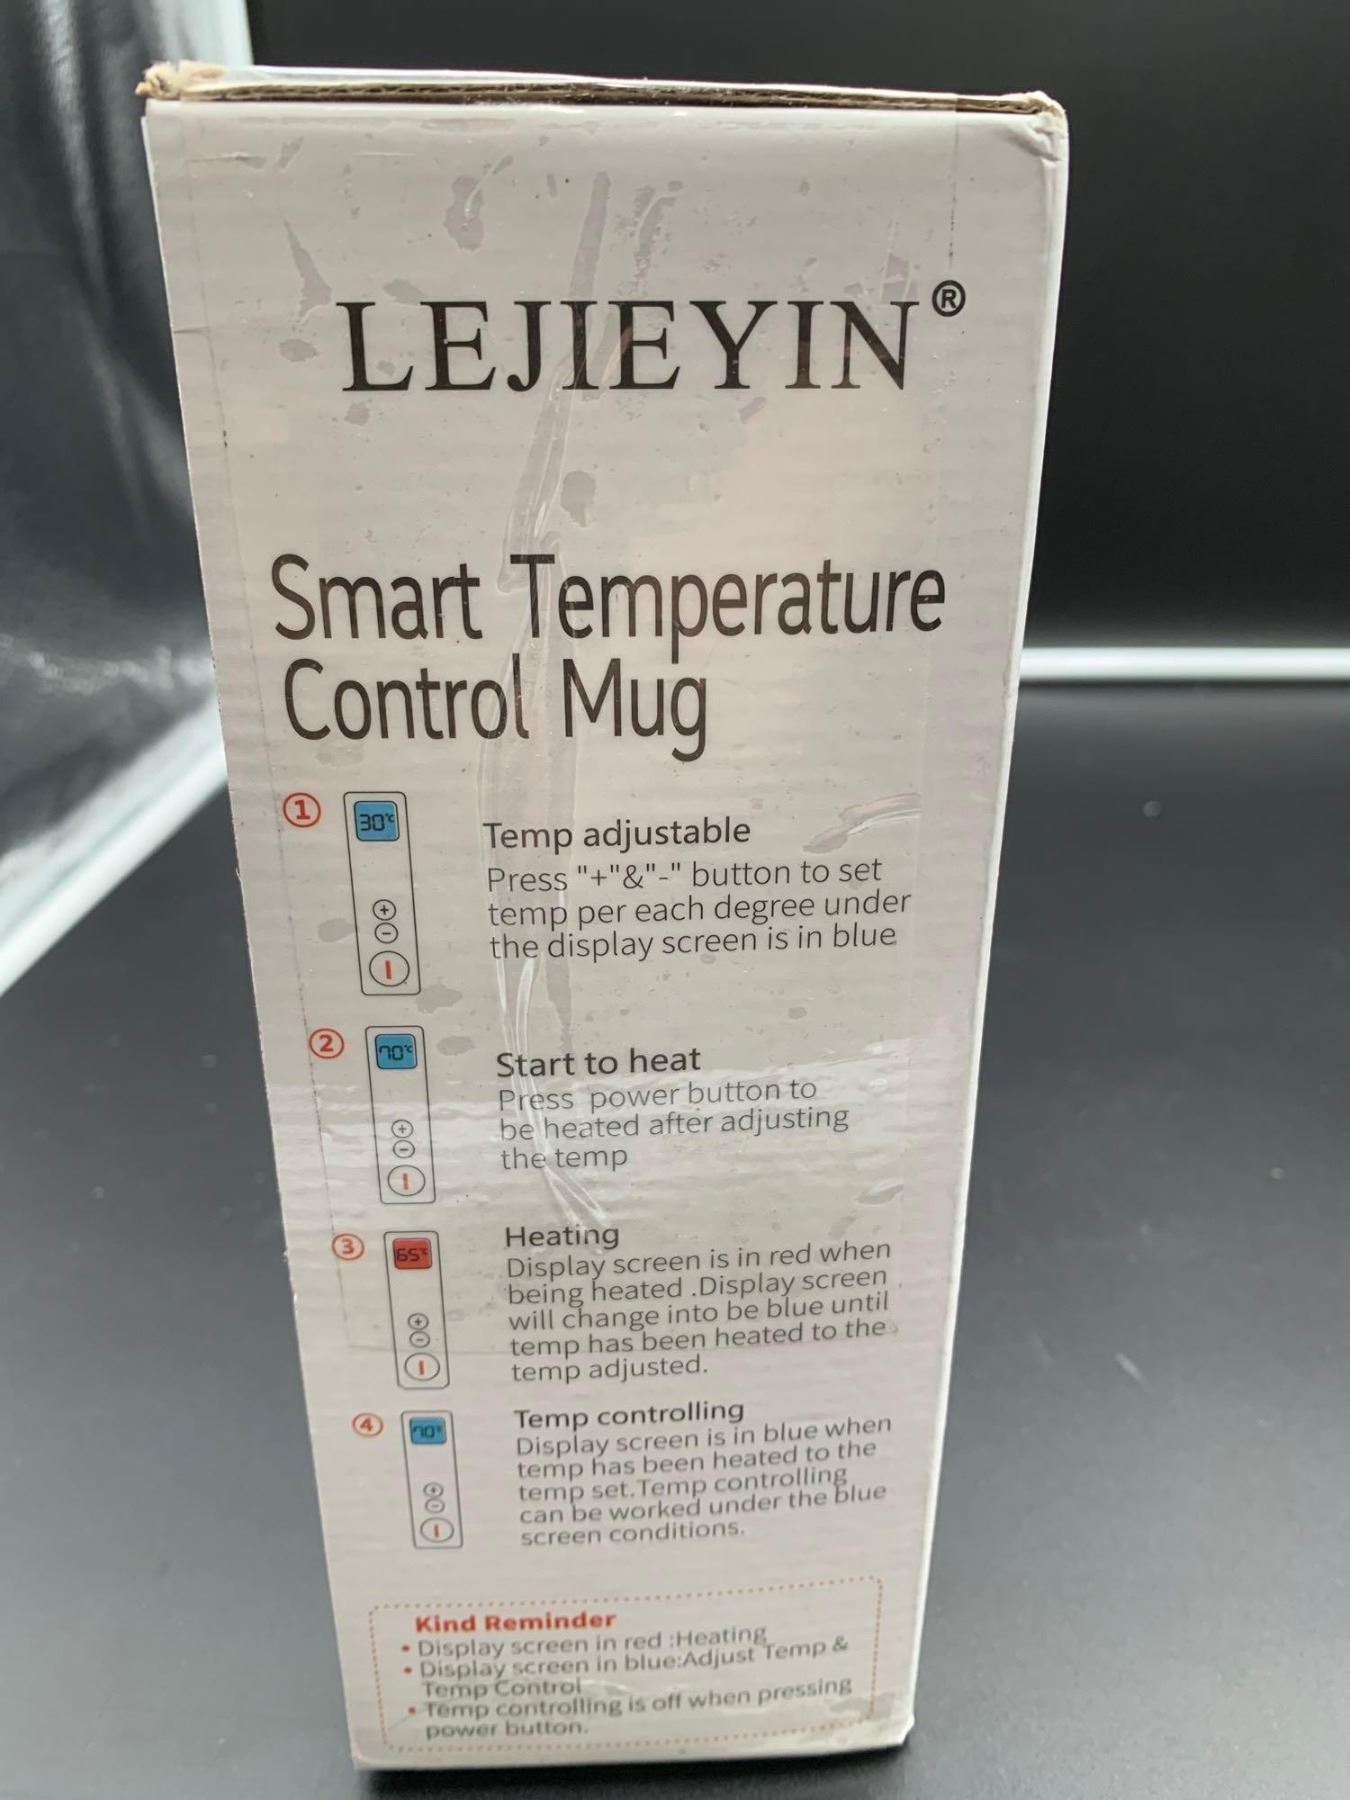 LEJIEYIN®
Smart Temperature
Control Mug
①
30℃
Temp adjustable
Press "+"&"-" button to set
temp per each degree under
the display screen is in blue
②
70℃
Start to heat
Press power button to
be heated after adjusting
the temp
③
65℃
Heating
Display screen is in red when
being heated .Display screen
will change into be blue until
temp has been heated to the
temp adjusted.
④
70℃
Temp controlling
Display screen is in blue when
temp has been heated to the
temp set.Temp controlling
can be worked under the blue
screen conditions.
Kind Reminder
• Display screen in red :Heating
• Display screen in blue:Adjust Temp &
Temp Control
• Temp controlling is off when pressing
power button.